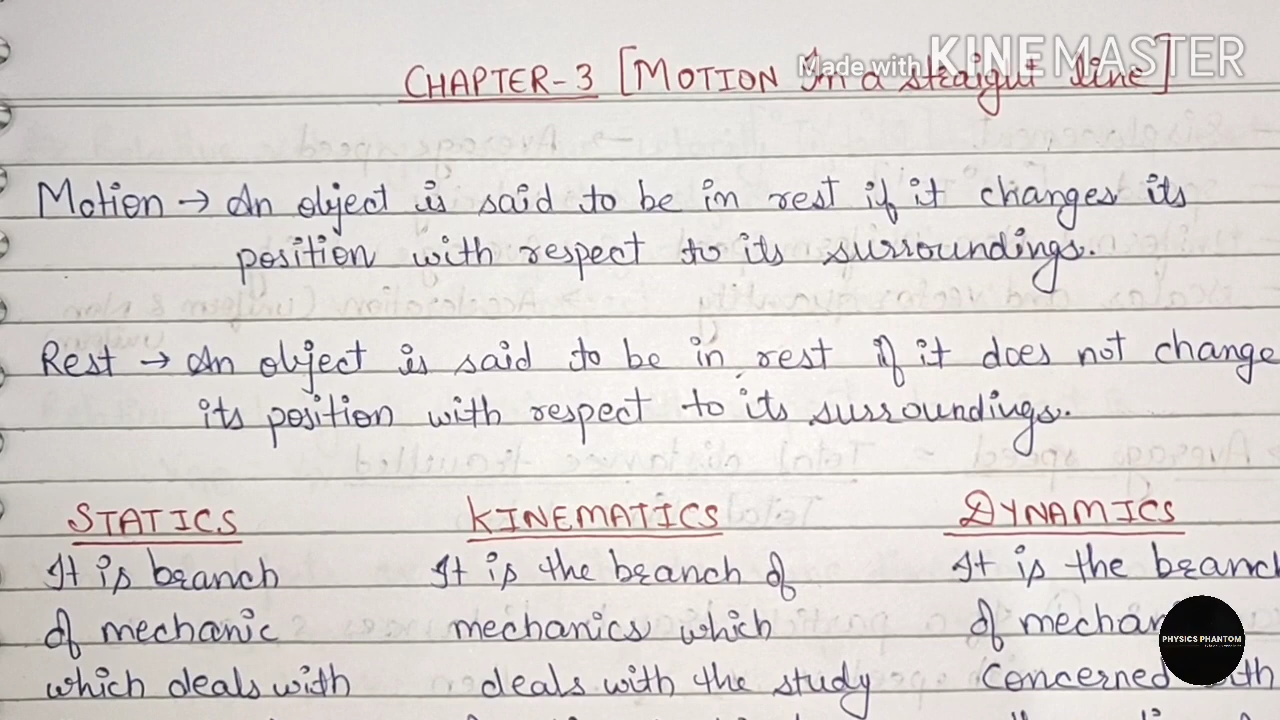 Made with KINEMASTER
CHAPTER-3 [MOTION In a straigut line]
Motion → An object is said to be in rest if it changes its
position with respect to its surroundings.
Rest → An object is said to be in rest if it does not change
its position with respect to its surroundings.
STATICS
It is branch
of mechanic
which deals with
KINEMATICS
It is the branch of
mechanics which
deals with the study
DYNAMICS
It is the branch
of mechan
Concerned with
PHYSICS PHANTOM